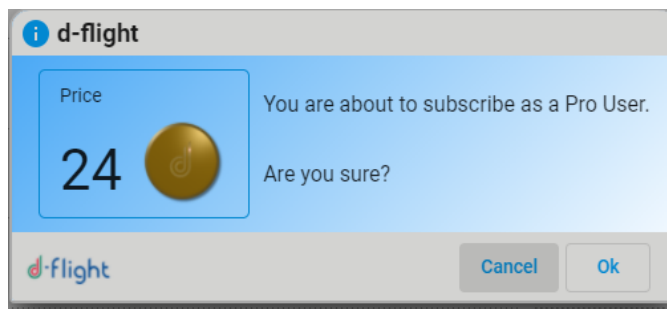 d-flight
Price
24
You are about to subscribe as a Pro User.
Are you sure?
d-flight
Cancel
Ok